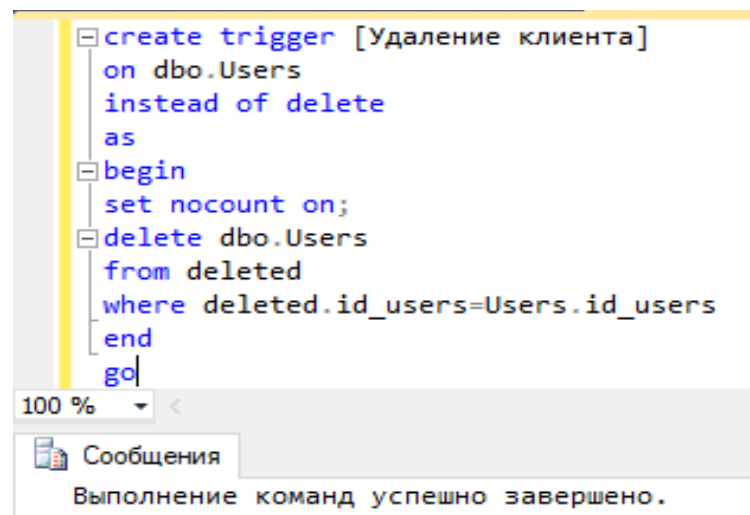 create trigger [Удаление клиента]
on dbo.Users
instead of delete
as
begin
set nocount on;
delete dbo.Users
from deleted
where deleted.id_users=Users.id_users
end
go
100 %
Сообщения
Выполнение команд успешно завершено.